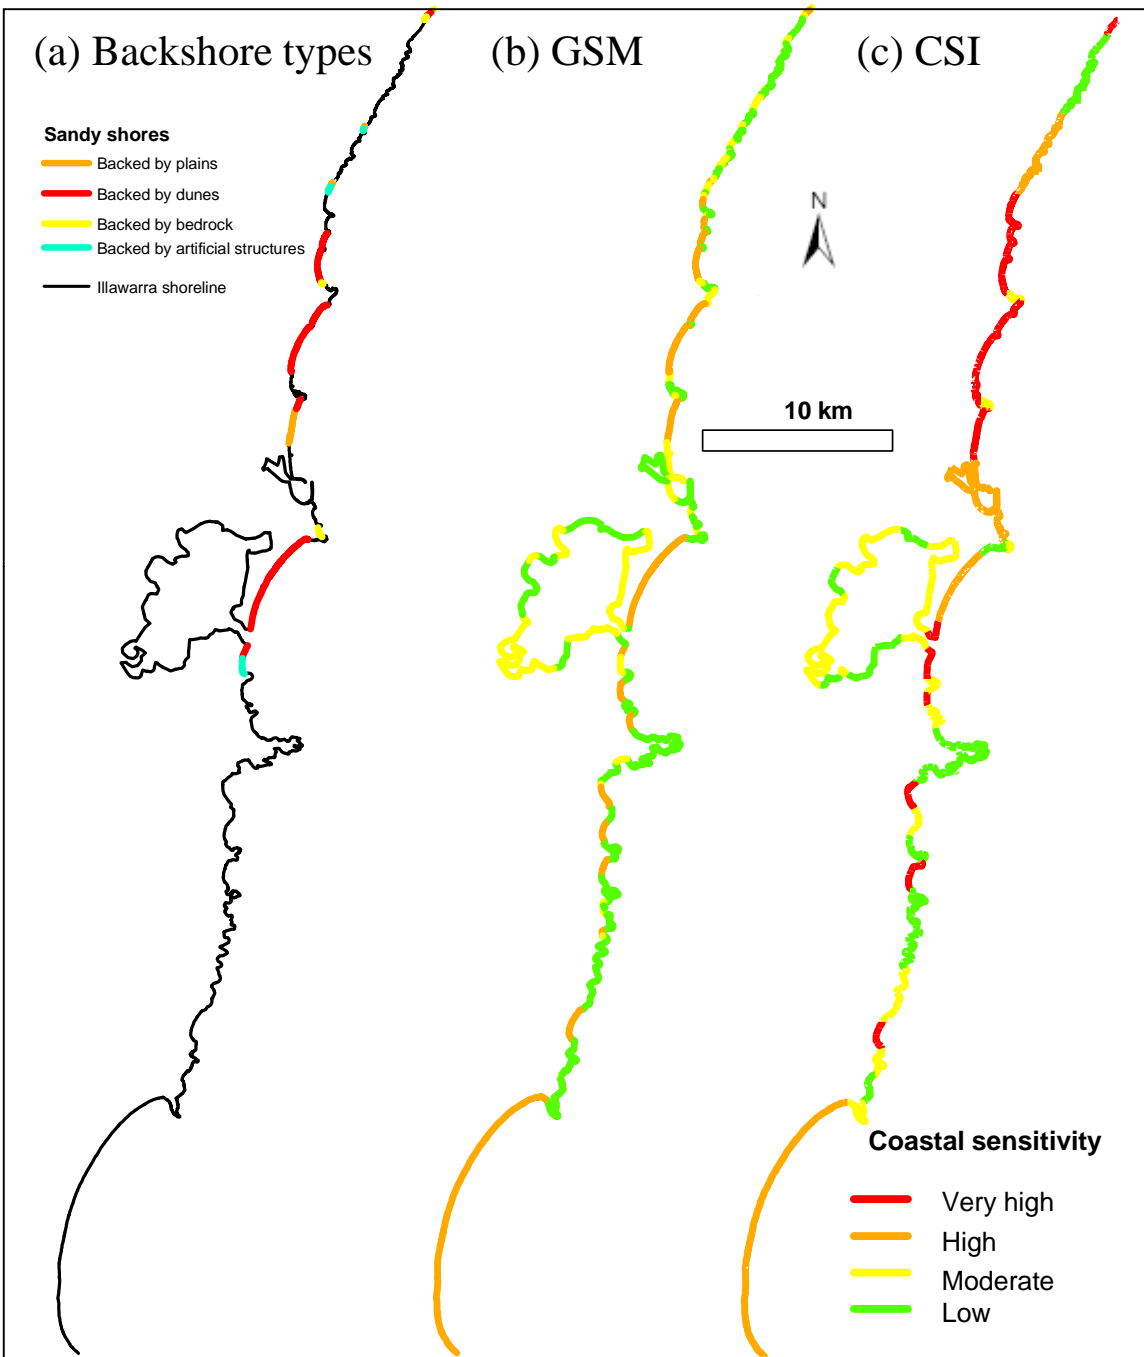 (a) Backshore types
(b) GSM
(c) CSI
Sandy shores
Backed by plains
Backed by dunes
Backed by bedrock
Backed by artificial structures
Illawarra shoreline
N
10 km
Coastal sensitivity
Very high
High
Moderate
Low